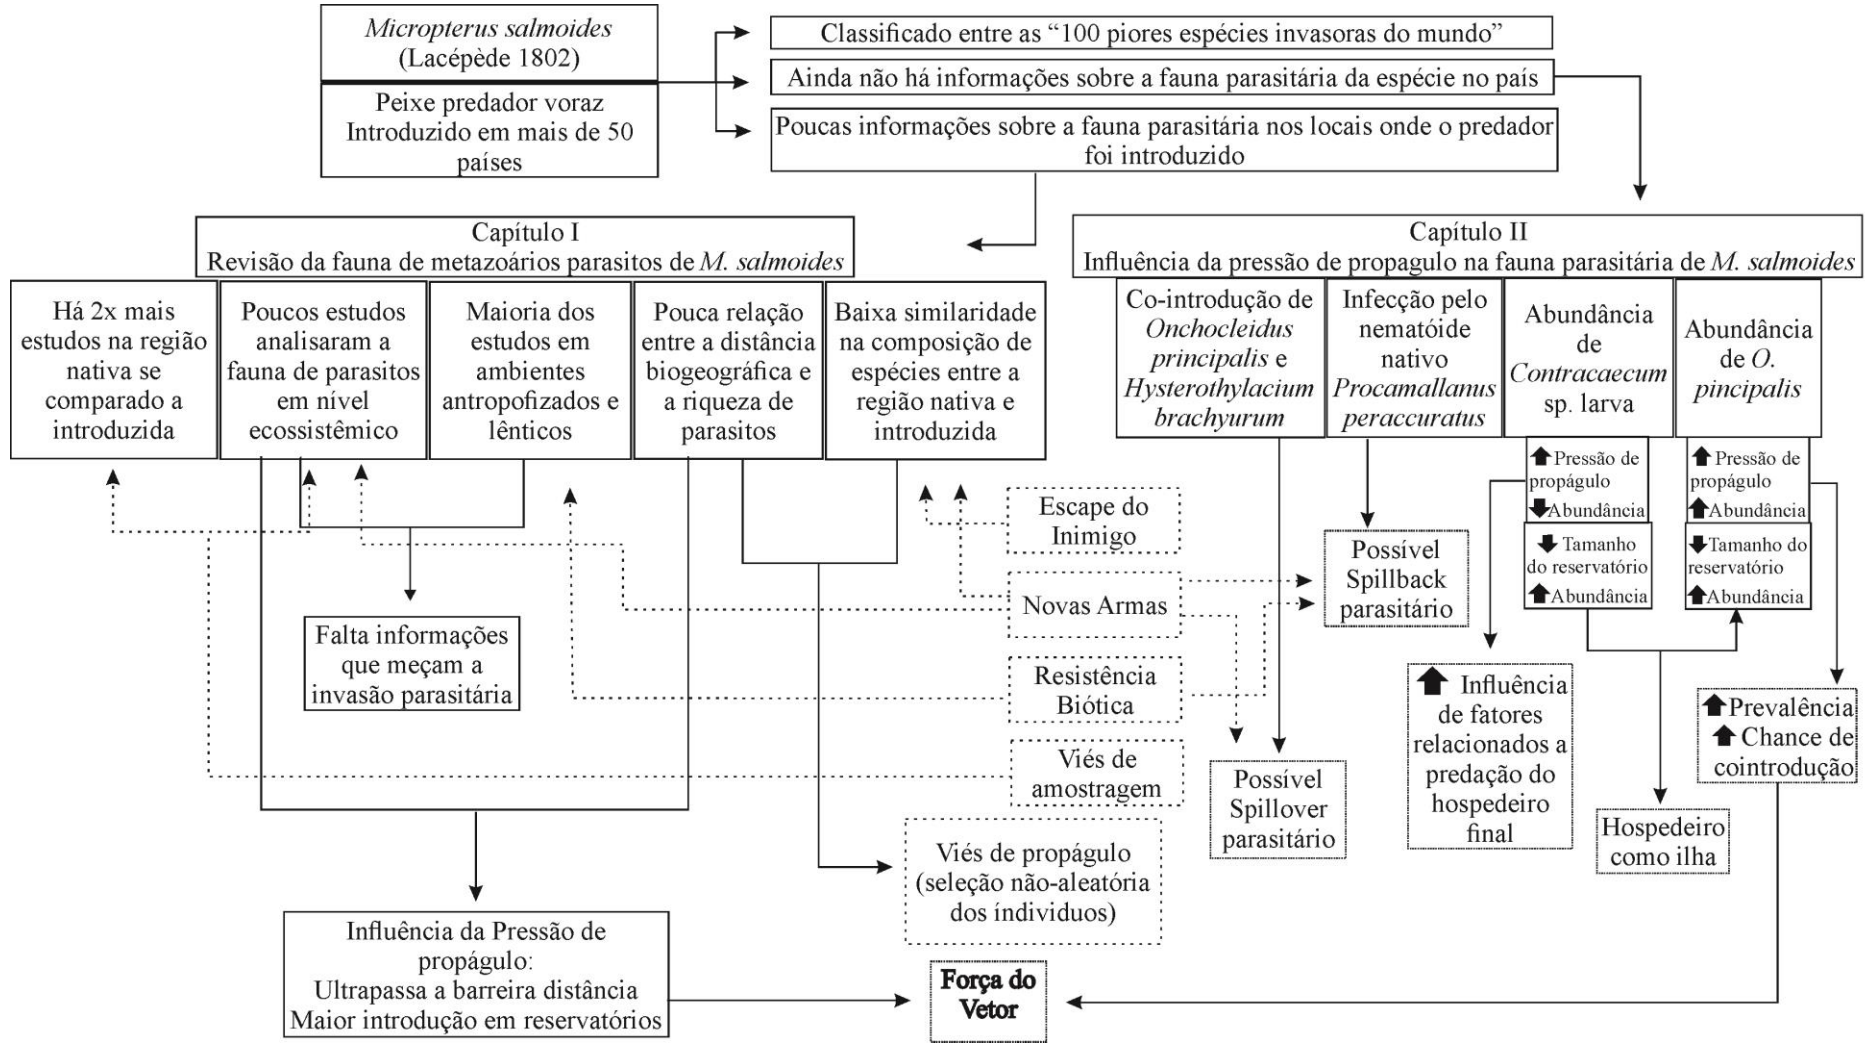 Micropterus salmoides
(Lacépède 1802)
Peixe predador voraz
Introduzido em mais de 50
países
Classificado entre as “100 piores espécies invasoras do mundo”
Ainda não há informações sobre a fauna parasitária da espécie no país
Poucas informações sobre a fauna parasitária nos locais onde o predador
foi introduzido
Capítulo I
Revisão da fauna de metazoários parasitos de M. salmoides
Há 2x mais
estudos na região
nativa se
comparado a
introduzida
Poucos estudos
analisaram a
fauna de parasitos
em nível
ecossistêmico
Maioria dos
estudos em
ambientes
antropofizados e
lênticos
Pouca relação
entre a distância
biogeográfica e
a riqueza de
parasitos
Baixa similaridade
na composição de
espécies entre a
região nativa e
introduzida
Capítulo II
Influência da pressão de propagulo na fauna parasitária de M. salmoides
Co-introdução de
Onchocleidus
principalis e
Hysterothylacium
brachyurum
Infecção pelo
nematóide
nativo
Procamallanus
peraccuratus
Abundância
de
Contracaecum
sp. larva
Abundância
de O.
pincipalis
Pressão de
propágulo
Abundância
Tamanho
do reservatório
Abundância
Pressão de
propágulo
Abundância
Tamanho do
reservatório
Abundância
Escape do
Inimigo
Novas Armas
Resistência
Biótica
Viés de
amostragem
Possível
Spillback
parasitário
Falta informações
que meçam a
invasão parasitária
Influência
de fatores
relacionados a
predação do
hospedeiro
final
Prevalência
Chance de
cointrodução
Possível
Spillover
parasitário
Hospedeiro
como ilha
Viés de propágulo
(seleção não-aleatória
dos índividuos)
Influência da Pressão de
propágulo:
Ultrapassa a barreira distância
Maior introdução em reservatórios
Força do
Vetor